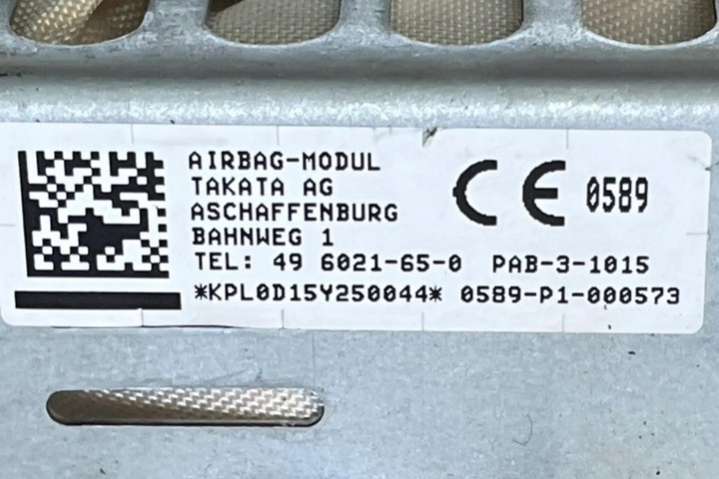 AIRBAG-MODUL
TAKATA AG
ASCHAFFENBURG
BAHNWEG 1
CE 0589
TEL: 49 6021-65-0 PAB-3-1015
*KPL0D15Y250044* 0589-P1-000573